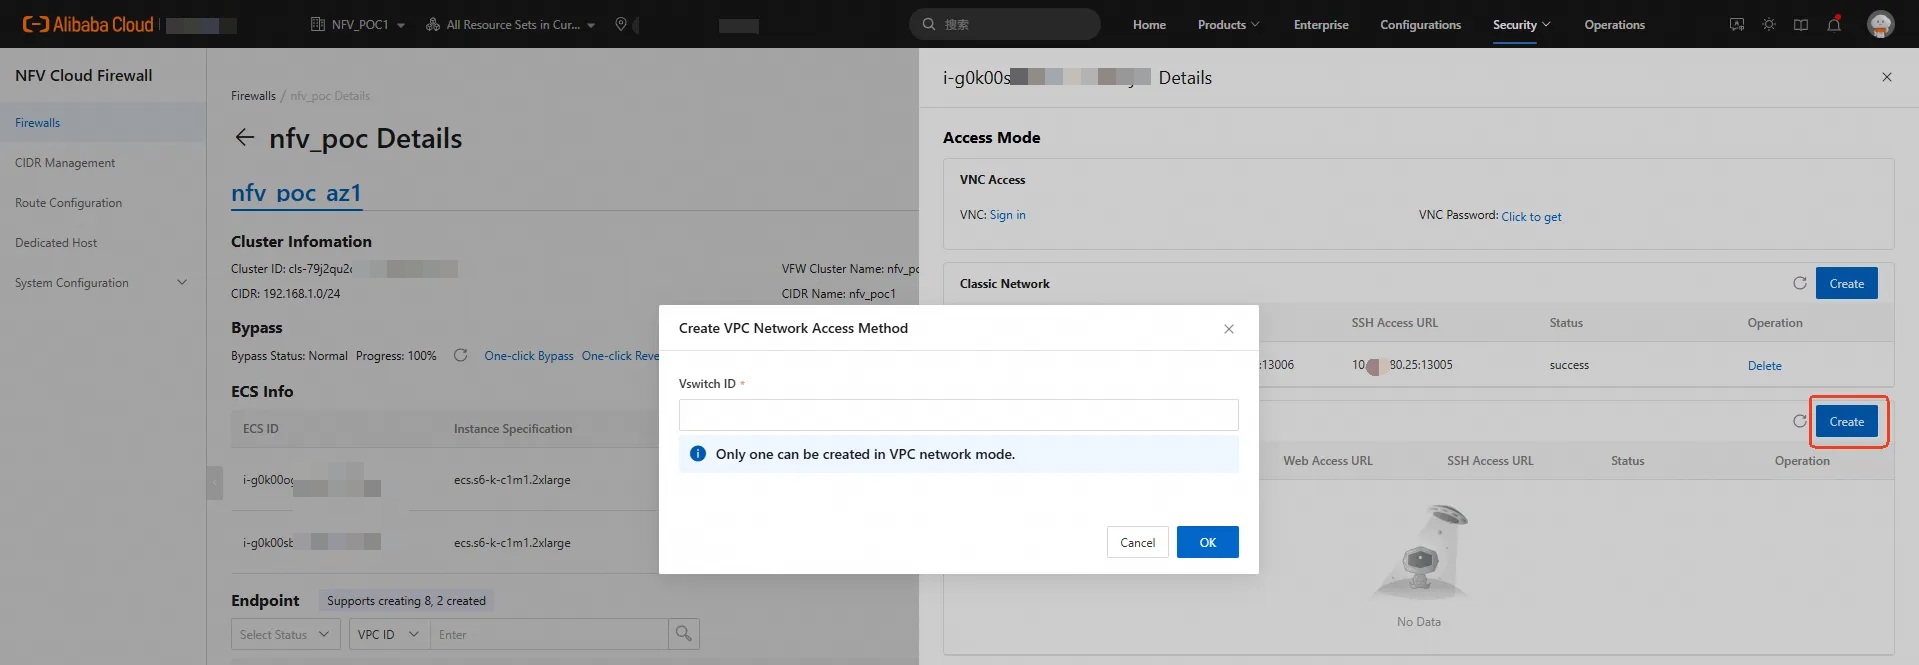 Alibaba Cloud
NFV_POC1
All Resource Sets in Cur...
搜索
Home
Products
Enterprise
Configurations
Security
Operations
NFV Cloud Firewall
Firewalls
CIDR Management
Route Configuration
Dedicated Host
System Configuration
Firewalls / nfv_poc Details
nfv_poc Details
nfv_poc_az1
Cluster Infomation
Cluster ID: cls-79j2qu2
VFW Cluster Name: nfv_pc
CIDR: 192.168.1.0/24
CIDR Name: nfv_poc1
Bypass
Bypass Status: Normal Progress: 100%
One-click Bypass One-click Reve
ECS Info
ECS ID
Instance Specification
i-g0k00
ecs.s6-k-c1m1.2xlarge
i-g0k00s
ecs.s6-k-c1m1.2xlarge
Endpoint
Supports creating 8, 2 created
Select Status
VPC ID
Enter
i-g0k00s Details
Access Mode
VNC Access
VNC: Sign in
VNC Password: Click to get
Classic Network
Create
SSH Access URL
Status
Operation
:13006
10. 80.25:13005
success
Delete
Create
Web Access URL
SSH Access URL
Status
Operation
No Data
Create VPC Network Access Method
Vswitch ID *
Only one can be created in VPC network mode.
Cancel
OK